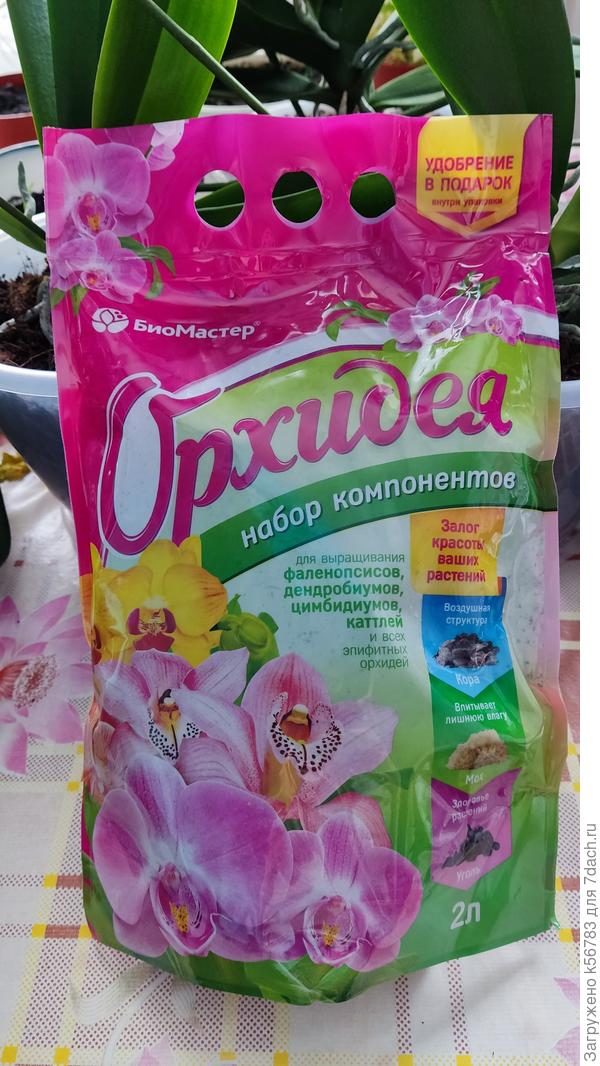 УДОБРЕНИЕ
В ПОДАРОК
внутри упаковки
БиоМастер®
Орхидея
набор компонентов
для выращивания
фаленопсисов,
дендробиумов,
цимбидиумов,
каттлей
и всех
эпифитных
орхидей
Залог
красоты
ваших
растений
Воздушная
структура
Кора
Впитывает
лишнюю влагу
Мох
Здоровье
растений
Уголь
2л
Загружено k56783 для 7dach.ru